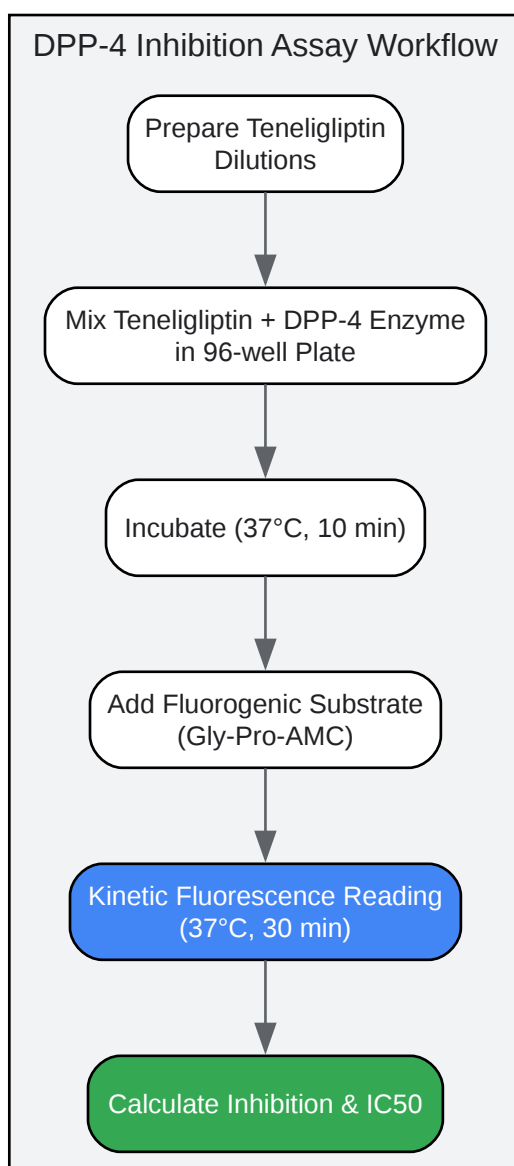 DPP-4 Inhibition Assay Workflow
Prepare Teneligliptin
Dilutions
Mix Teneligliptin + DPP-4 Enzyme
in 96-well Plate
Incubate (37°C, 10 min)
Add Fluorogenic Substrate
(Gly-Pro-AMC)
Kinetic Fluorescence Reading
(37°C, 30 min)
Calculate Inhibition & IC50